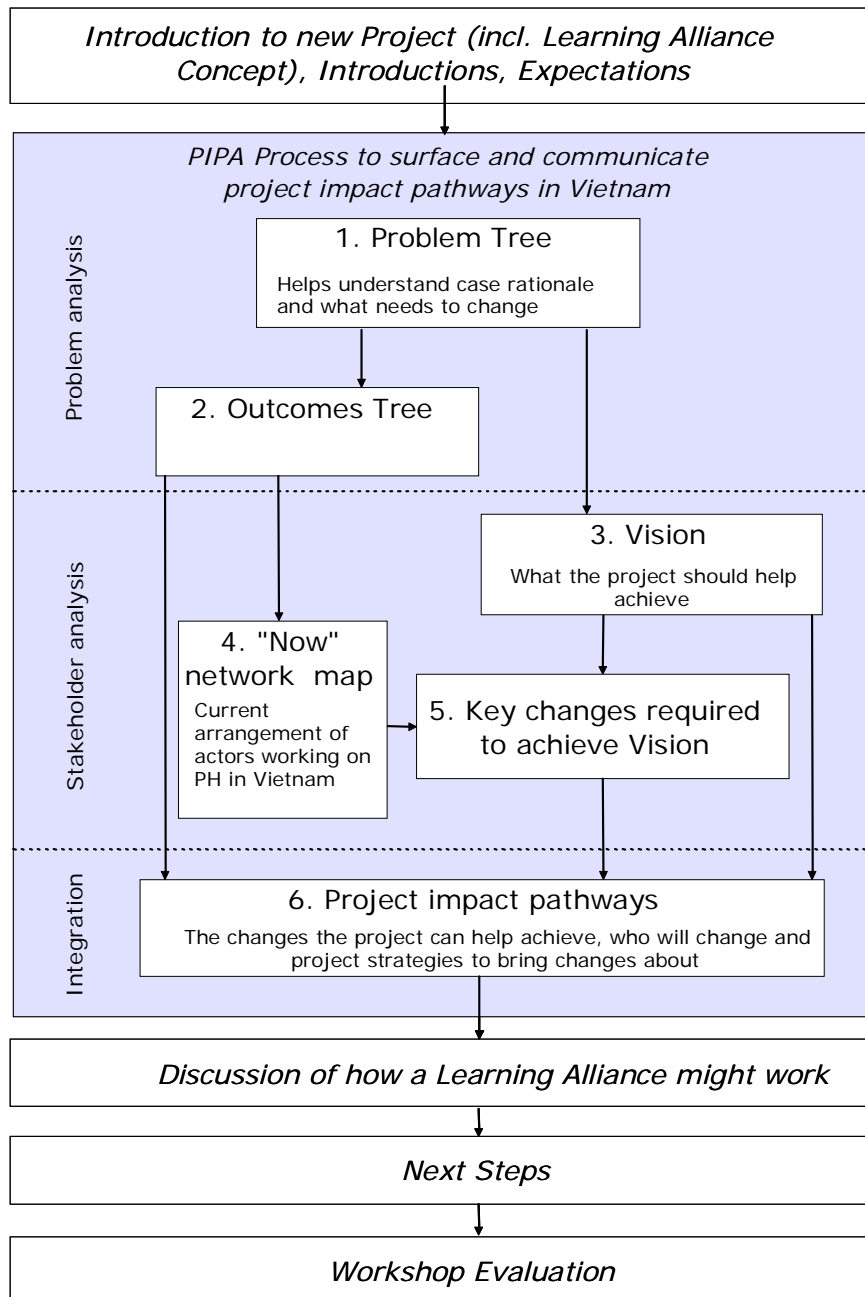 Introduction to new Project (incl. Learning Alliance
Concept), Introductions, Expectations
PIPA Process to surface and communicate
project impact pathways in Vietnam
Problem analysis
1. Problem Tree
Helps understand case rationale
and what needs to change
2. Outcomes Tree
Stakeholder analysis
3. Vision
What the project should help
achieve
4. "Now"
network map
Current
arrangement of
actors working on
PH in Vietnam
5. Key changes required
to achieve Vision
Integration
6. Project impact pathways
The changes the project can help achieve, who will change and
project strategies to bring changes about
Discussion of how a Learning Alliance might work
Next Steps
Workshop Evaluation